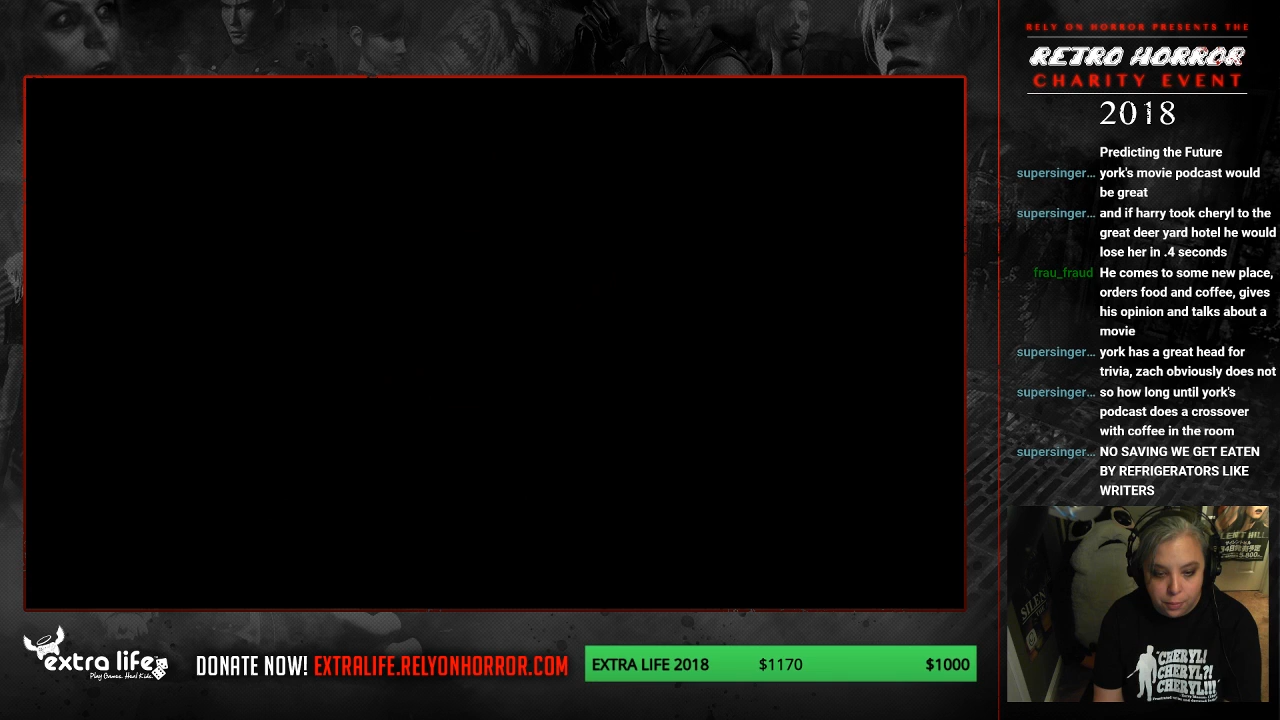 RELY ON HORROR PRESENTS THE
RETRO HORROR
CHARITY EVENT
2018
Predicting the Future
supersinger... york's movie podcast would
be great
supersinger... and if harry took cheryl to the
great deer yard hotel he would
lose her in .4 seconds
frau_fraud He comes to some new place,
orders food and coffee, gives
his opinion and talks about a
movie
supersinger... york has a great head for
trivia, zach obviously does not
supersinger... so how long until york's
podcast does a crossover
with coffee in the room
supersinger... NO SAVING WE GET EATEN
BY REFRIGERATORS LIKE
WRITERS
SILEN
CHERYL!
CHERYL?!
CHERYL!!!
extra life
Play Games. Heal Kids.
DONATE NOW! EXTRALIFE.RELYONHORROR.COM
EXTRA LIFE 2018 $1170 $1000